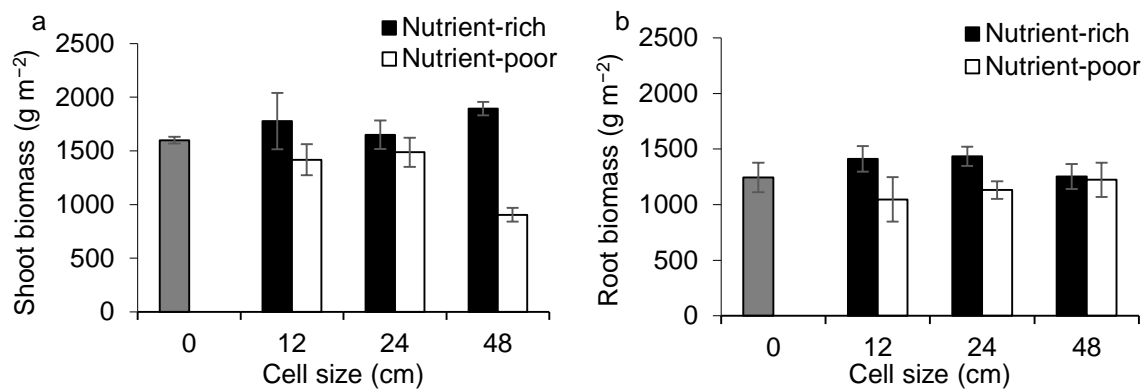 a
Nutrient-rich
Nutrient-poor
Shoot biomass (g m⁻²)
2500
2000
1500
1000
500
0
0 12 24 48
Cell size (cm)
b
Nutrient-rich
Nutrient-poor
Root biomass (g m⁻²)
2500
2000
1500
1000
500
0
0 12 24 48
Cell size (cm)